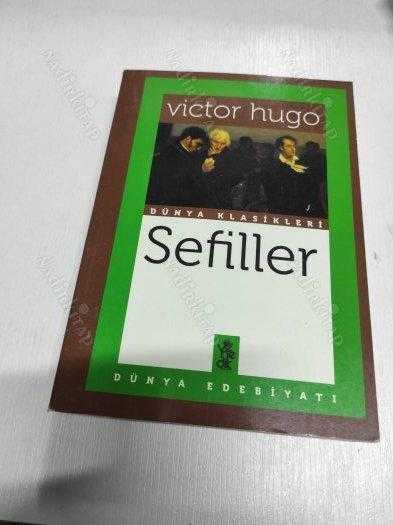 victor hugo
DÜNYA KLASİKLERİ
Sefiller
DÜNYA EDEBİYATI